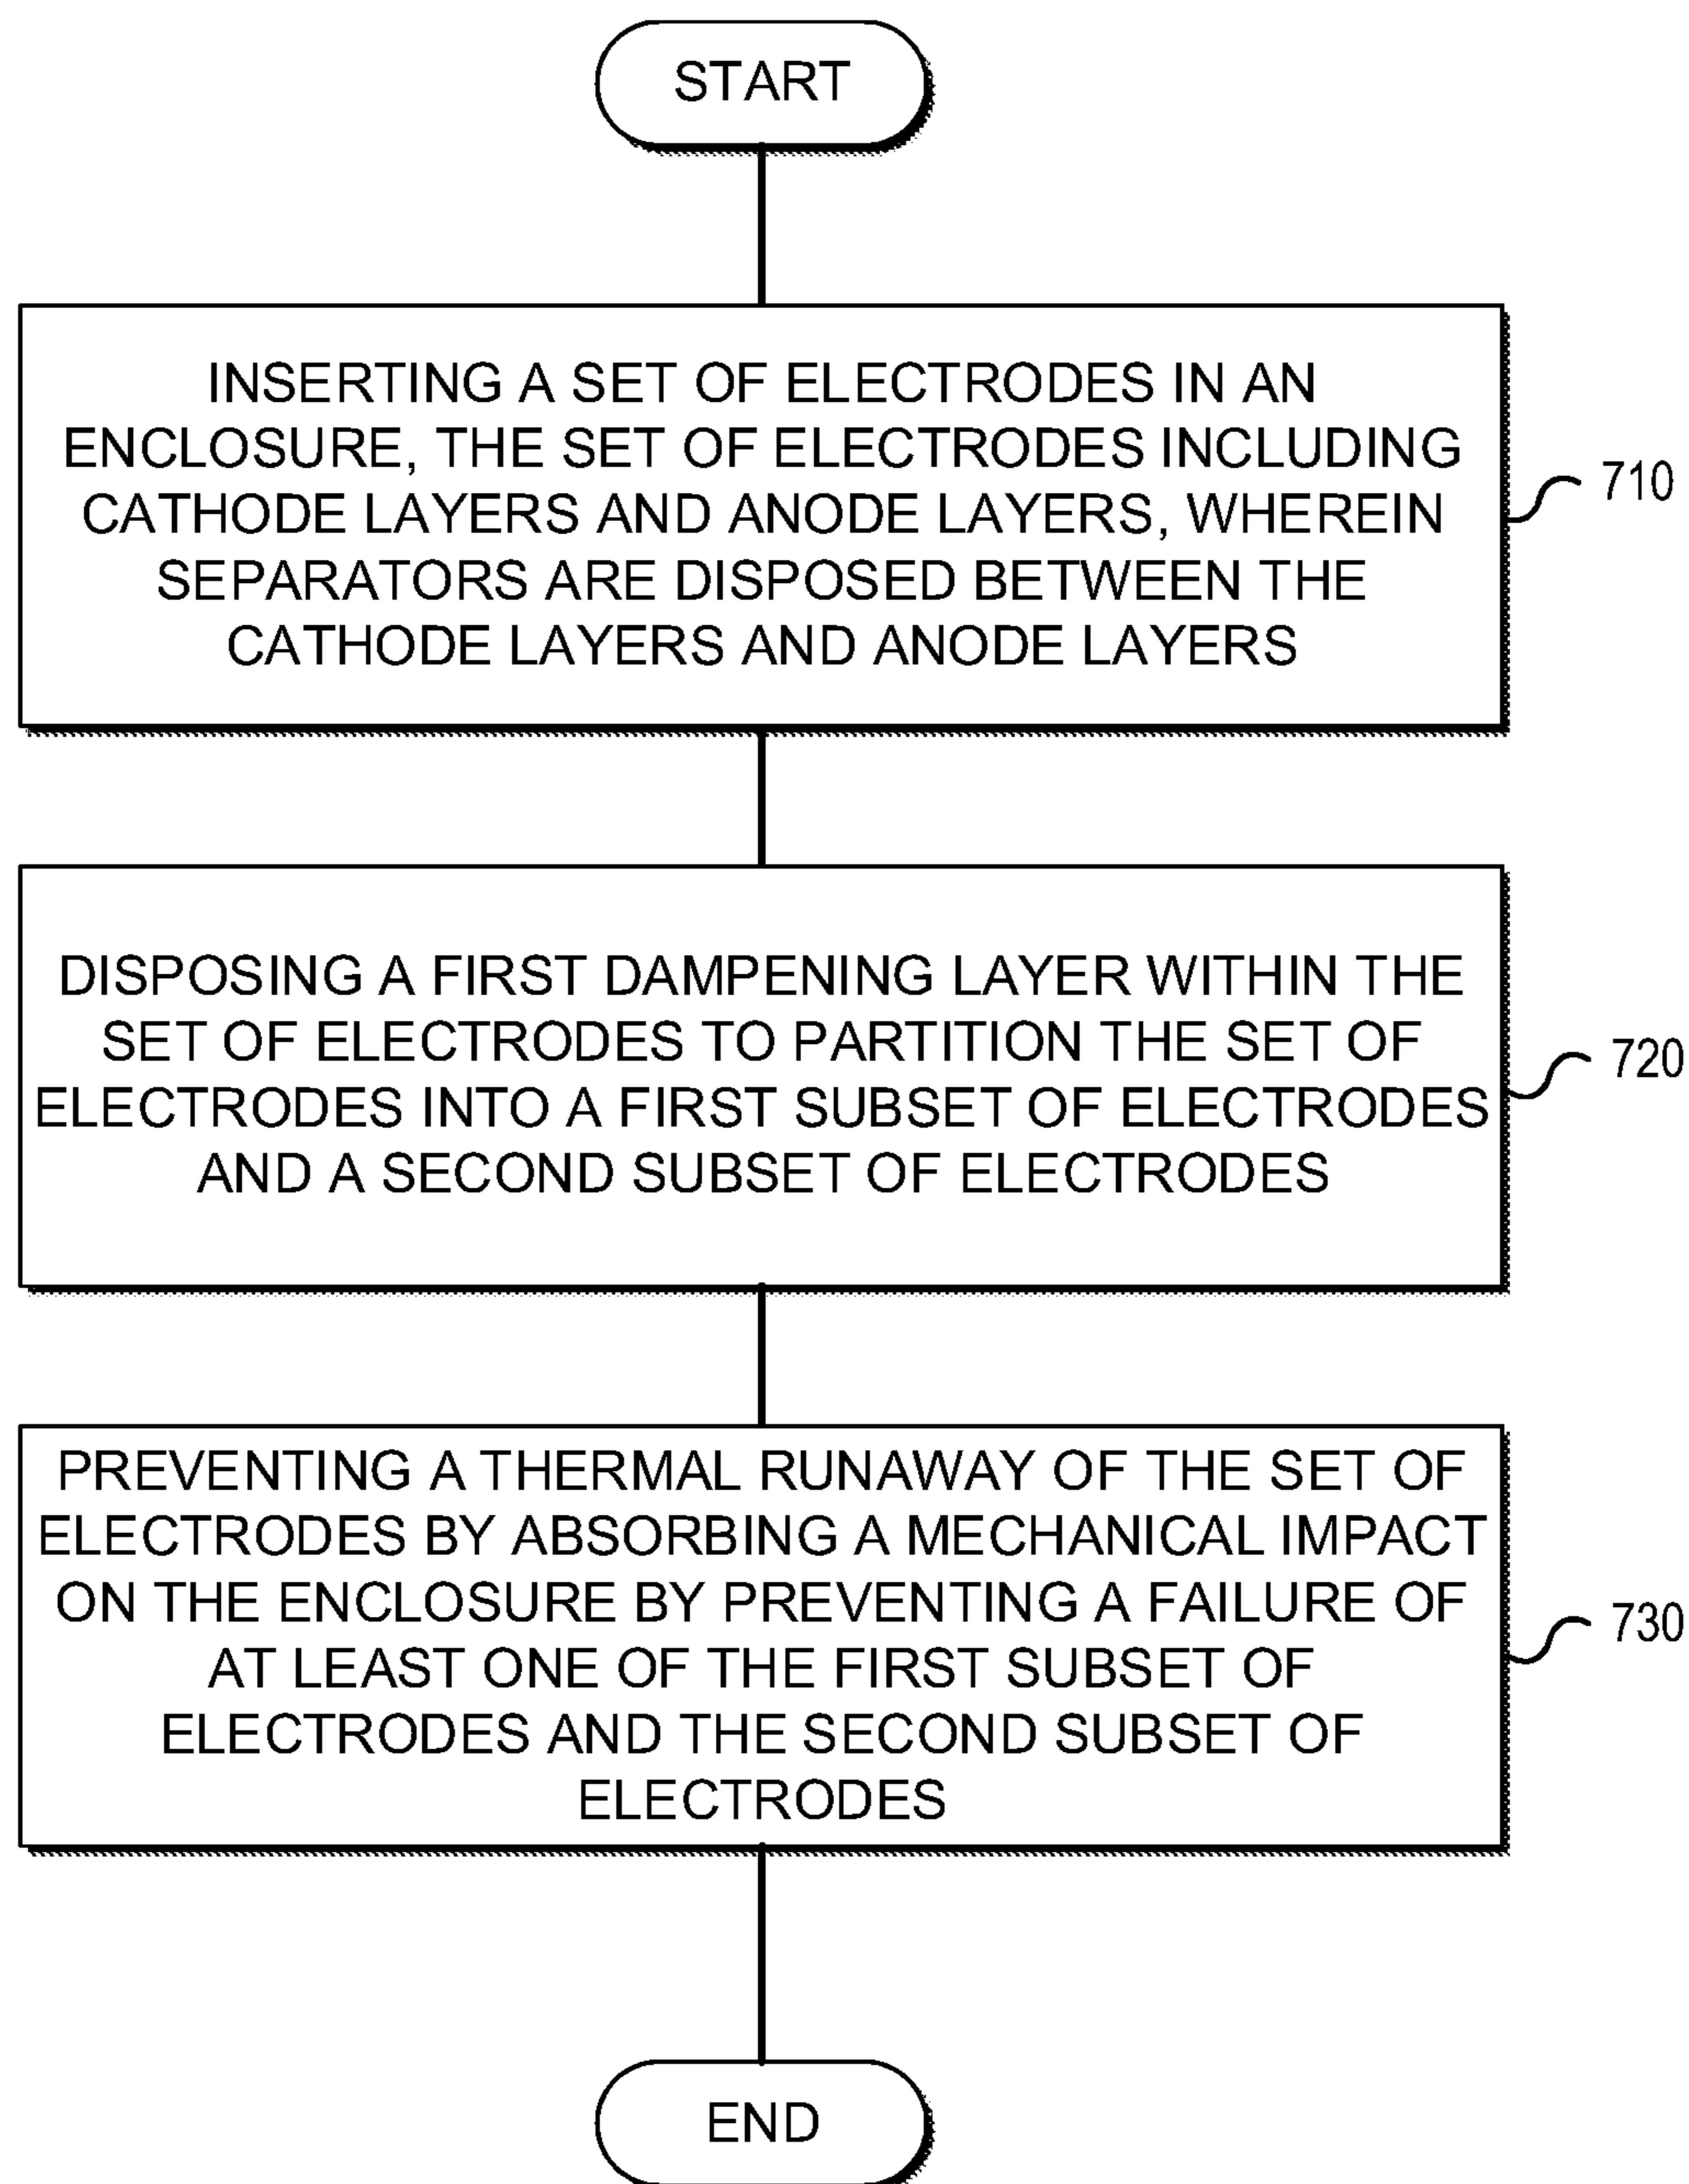 START
INSERTING A SET OF ELECTRODES IN AN
ENCLOSURE, THE SET OF ELECTRODES INCLUDING
CATHODE LAYERS AND ANODE LAYERS, WHEREIN
SEPARATORS ARE DISPOSED BETWEEN THE
CATHODE LAYERS AND ANODE LAYERS
710
DISPOSING A FIRST DAMPENING LAYER WITHIN THE
SET OF ELECTRODES TO PARTITION THE SET OF
ELECTRODES INTO A FIRST SUBSET OF ELECTRODES
AND A SECOND SUBSET OF ELECTRODES
720
PREVENTING A THERMAL RUNAWAY OF THE SET OF
ELECTRODES BY ABSORBING A MECHANICAL IMPACT
ON THE ENCLOSURE BY PREVENTING A FAILURE OF
AT LEAST ONE OF THE FIRST SUBSET OF
ELECTRODES AND THE SECOND SUBSET OF
ELECTRODES
730
END